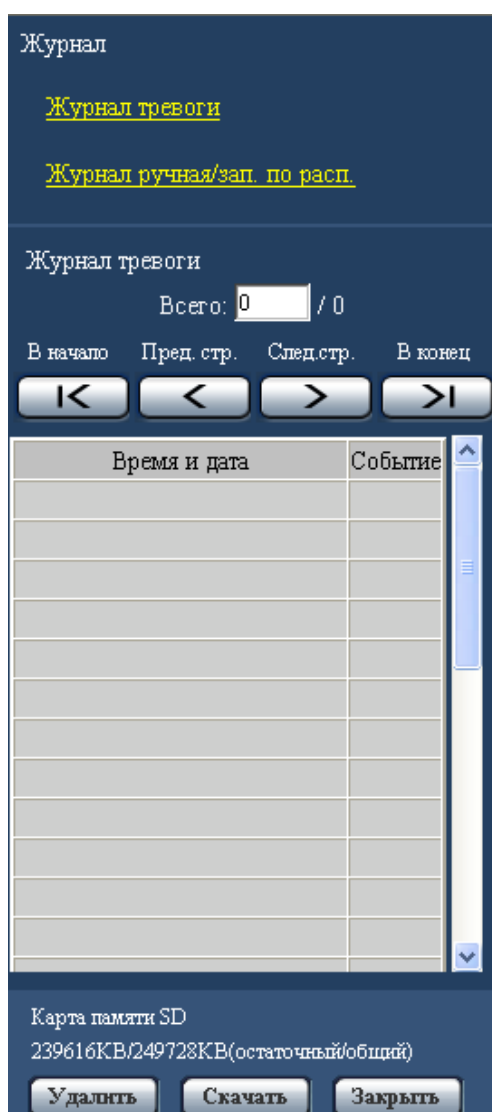 Журнал
Журнал тревоги
Журнал ручная/зап. по расп.
Журнал тревоги
Всего: 0 / 0
В начало Пред. стр. След.стр. В конец
Время и дата Событие
Карта памяти SD
239616KB/249728KB(остаточный/общий)
Удалить Скачать Закрыть